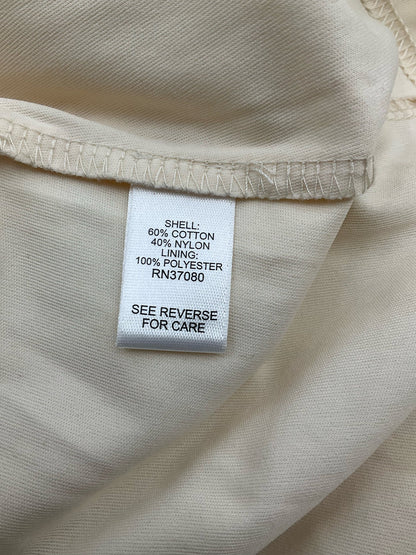 SHELL:
60% COTTON
40% NYLON
LINING:
100% POLYESTER
RN37080
SEE REVERSE
FOR CARE